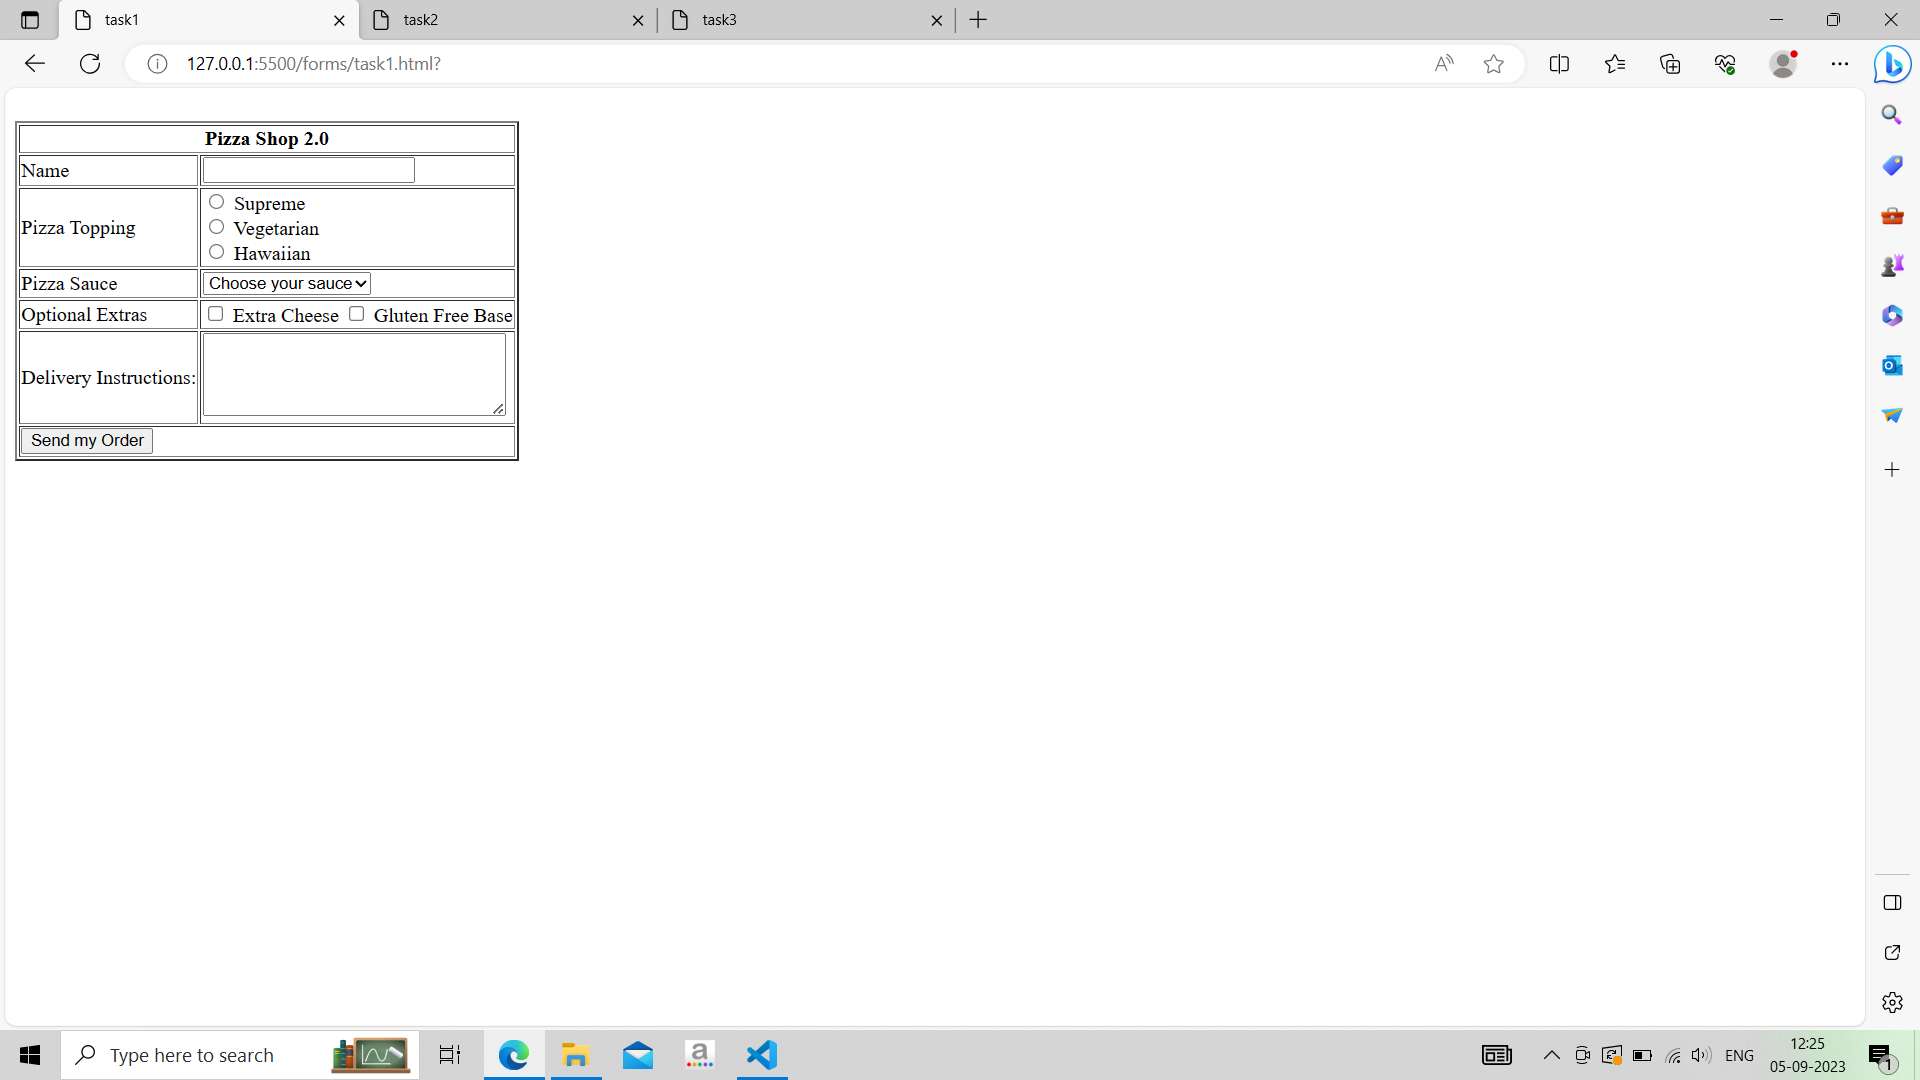 task1
task2
task3
127.0.0.1:5500/forms/task1.html?
Pizza Shop 2.0
Name
Pizza Topping
Supreme
Vegetarian
Hawaiian
Pizza Sauce
Choose your sauce
Optional Extras
Extra Cheese Gluten Free Base
Delivery Instructions:
Send my Order
Type here to search
ENG
12:25
05-09-2023
1